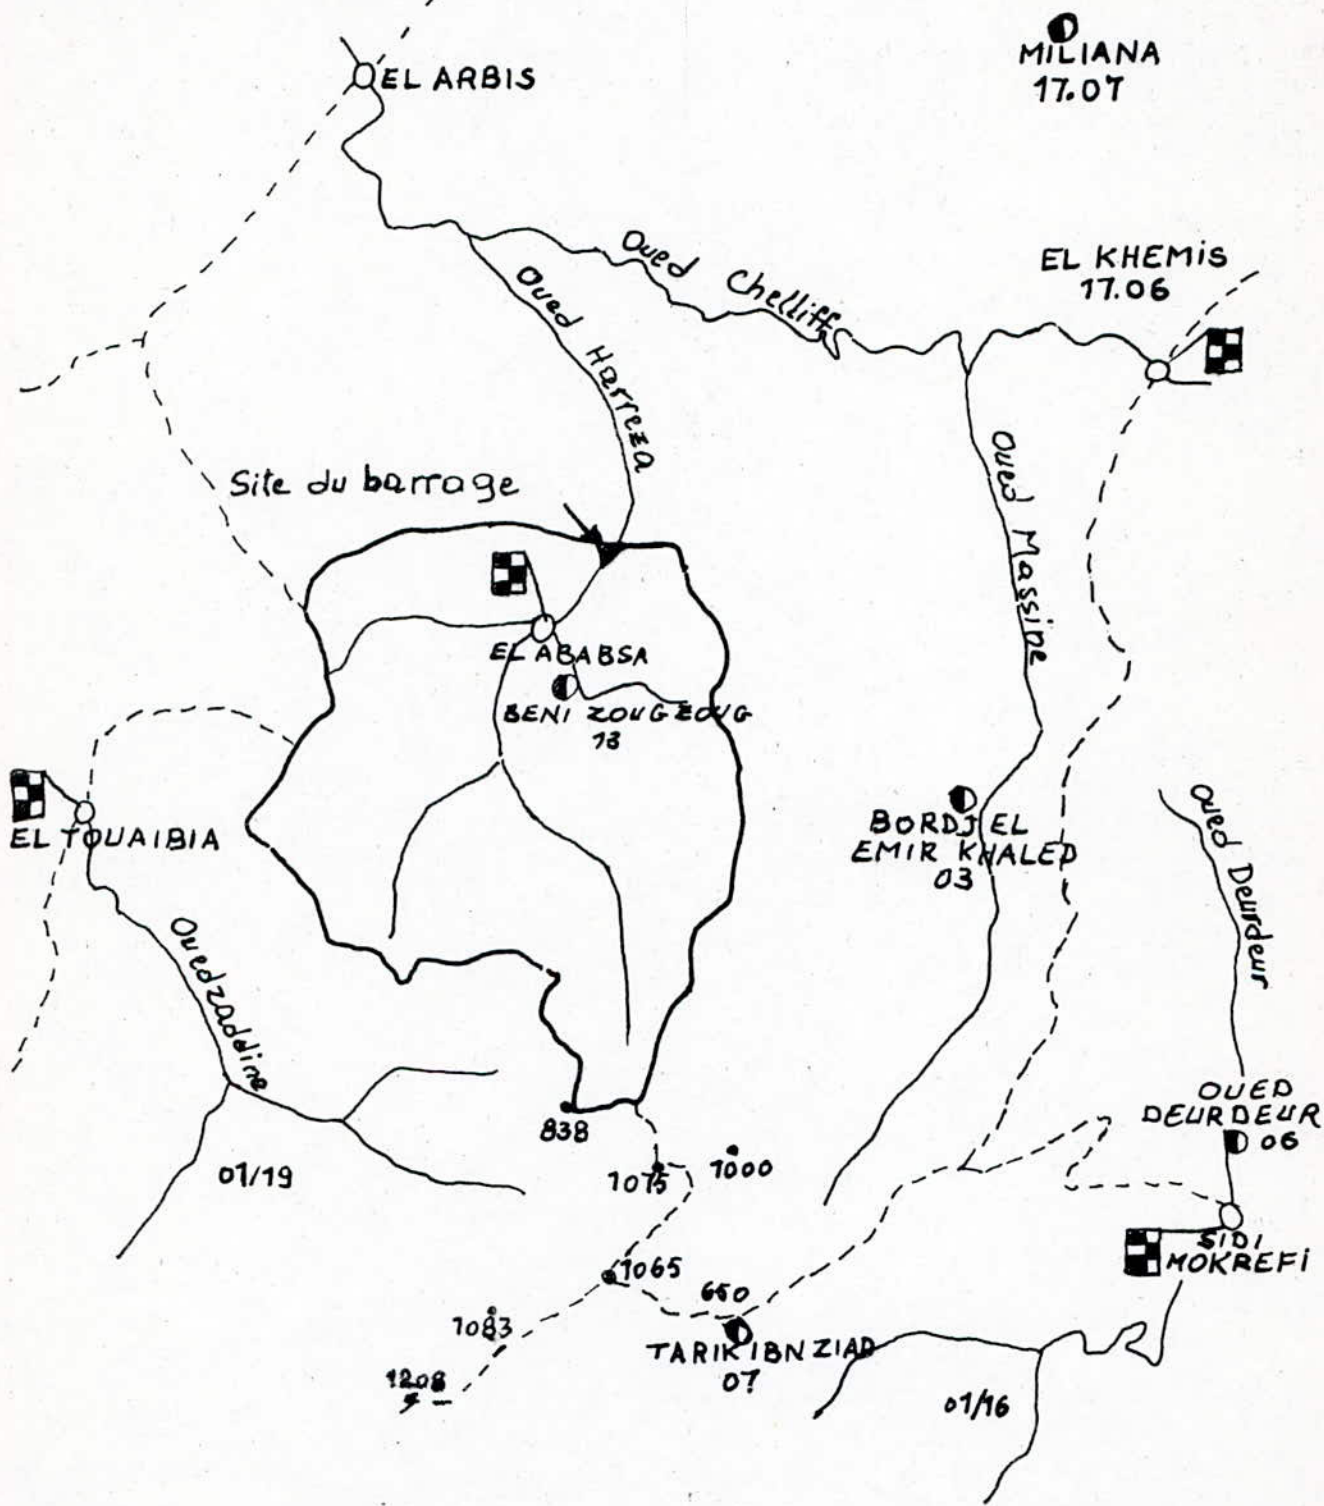 MILIANA
17.07
EL ARBIS
Oued Chelliff
EL KHEMIS
17.06
Oued Harreza
Oued Massine
Site du barrage
EL ABABSA
BENI ZOUGZOUG
13
EL TOUAIBIA
BORDJ EL
EMIR KHALED
03
Oued Deurdeur
Oued zaddine
OUED
DEURDEUR
06
838
1000
1075
01/19
SIDI
MOKREFI
1065
650
1083
TARIK IBN ZIAD
07
1208
01/16